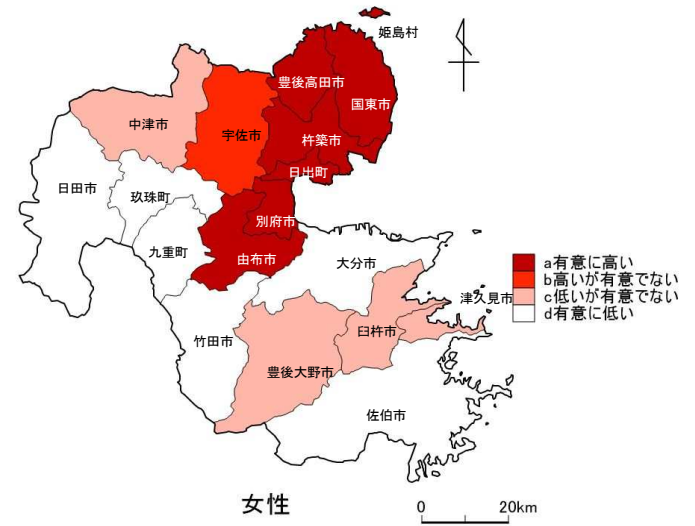 姫島村
豊後高田市
国東市
中津市
宇佐市
杵築市
日出町
日田市
玖珠町
別府市
九重町
由布市
大分市
a有意に高い
b高いが有意でない
c低いが有意でない
d有意に低い
津久見市
臼杵市
竹田市
豊後大野市
佐伯市
女性
0 20km